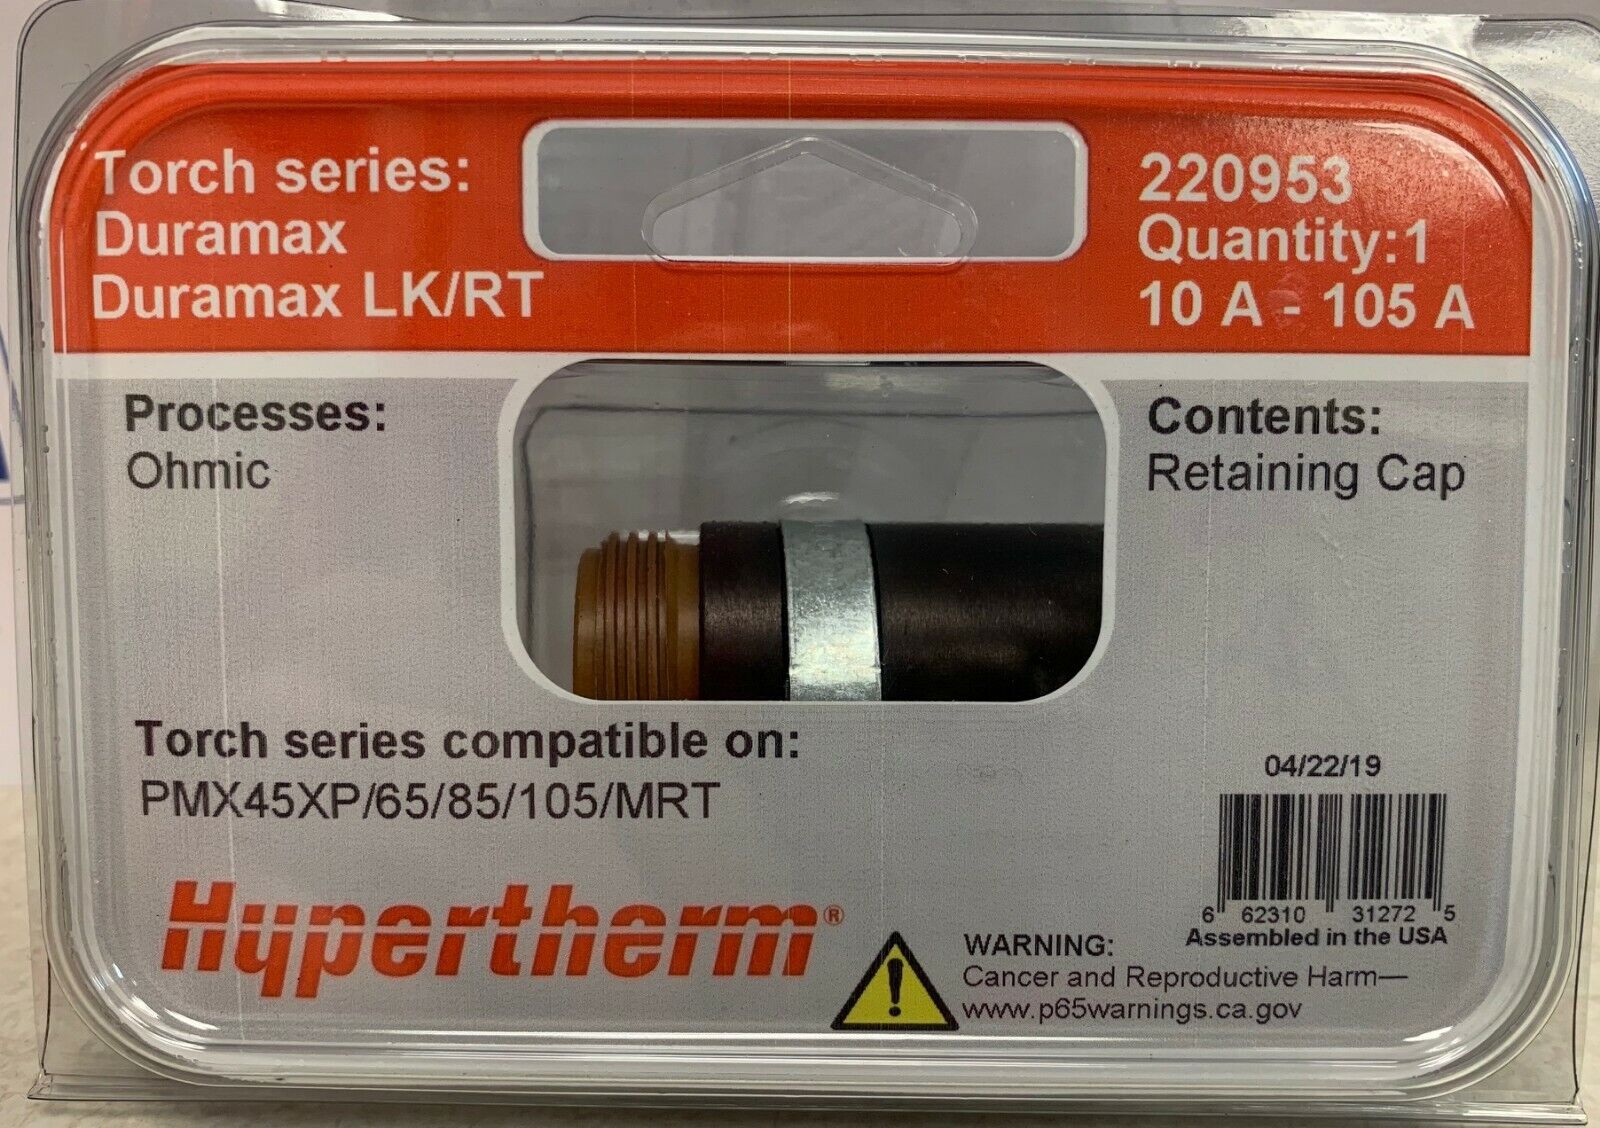 Torch series:
Duramax
Duramax LK/RT
220953
Quantity:1
10 A - 105 A
Processes:
Ohmic
Contents:
Retaining Cap
Torch series compatible on:
PMX45XP/65/85/105/MRT
04/22/19
6 62310 31272 5
Assembled in the USA
Hypertherm®
WARNING:
Cancer and Reproductive Harm—
www.p65warnings.ca.gov